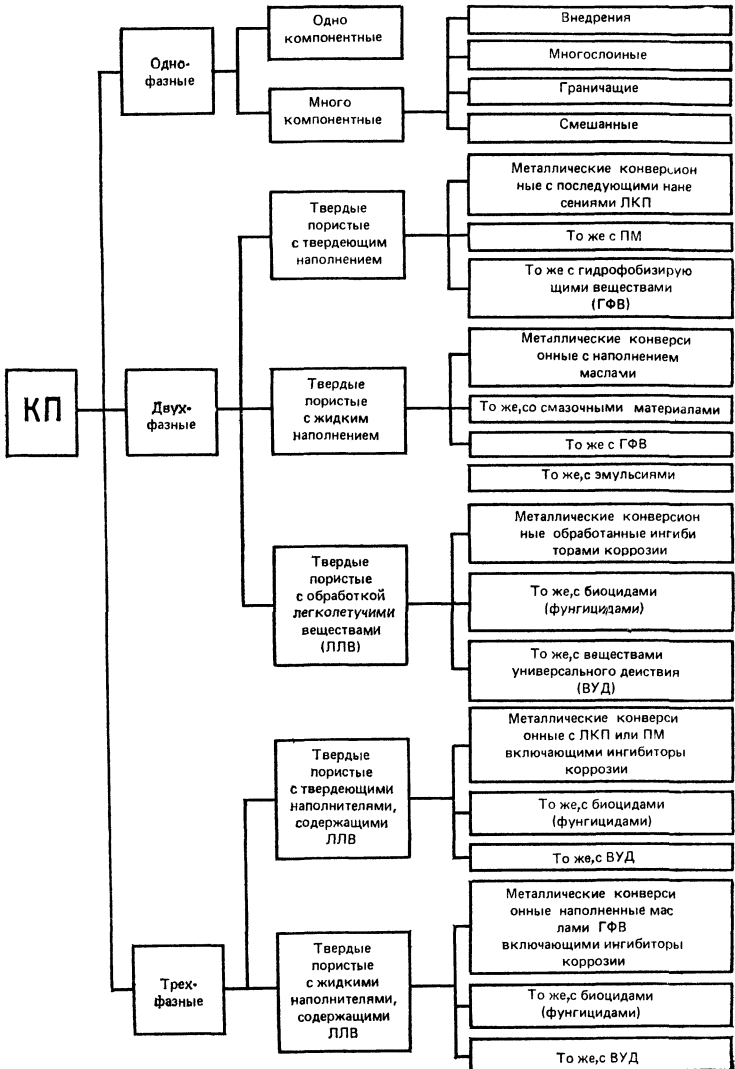 КП
Одно-
фазные
Одно
компонентные
Много
компонентные
Внедрения
Многослоиные
Граничащие
Смешанные
Двух-
фазные
Твердые
пористые
с твердеющим
наполнением
Металлические конверсион
ные с последующими нане
сениями ЛКП
То же с ПМ
То же с гидрофобизирую
щими веществами
(ГФВ)
Твердые
пористые
с жидким
наполнением
Металлические конверси
онные с наполнением
маслами
То же,со смазочными материалами
То же с ГФВ
То же,с эмульсиями
Твердые
пористые
с обработкой
легколетучими
веществами
(ЛЛВ)
Металлические конверсион
ные обработанные ингиби
торами коррозии
То же,с биоцидами
(фунгицидами)
То же,с веществами
универсального деиствия
(ВУД)
Трех-
фазные
Твердые
пористые
с твердеющими
наполнителями,
содержащими
ЛЛВ
Металлические конверси
онные с ЛКП или ПМ
включающими ингибиторы
коррозии
То же,с биоцидами
(фунгицидами)
То же,с ВУД
Твердые
пористые
с жидкими
наполнителями,
содержащими
ЛЛВ
Металлические конверси
онные наполненные мас
лами ГФВ
включающими ингибиторы
коррозии
То же,с биоцидами
(фунгицидами)
То же,с ВУД